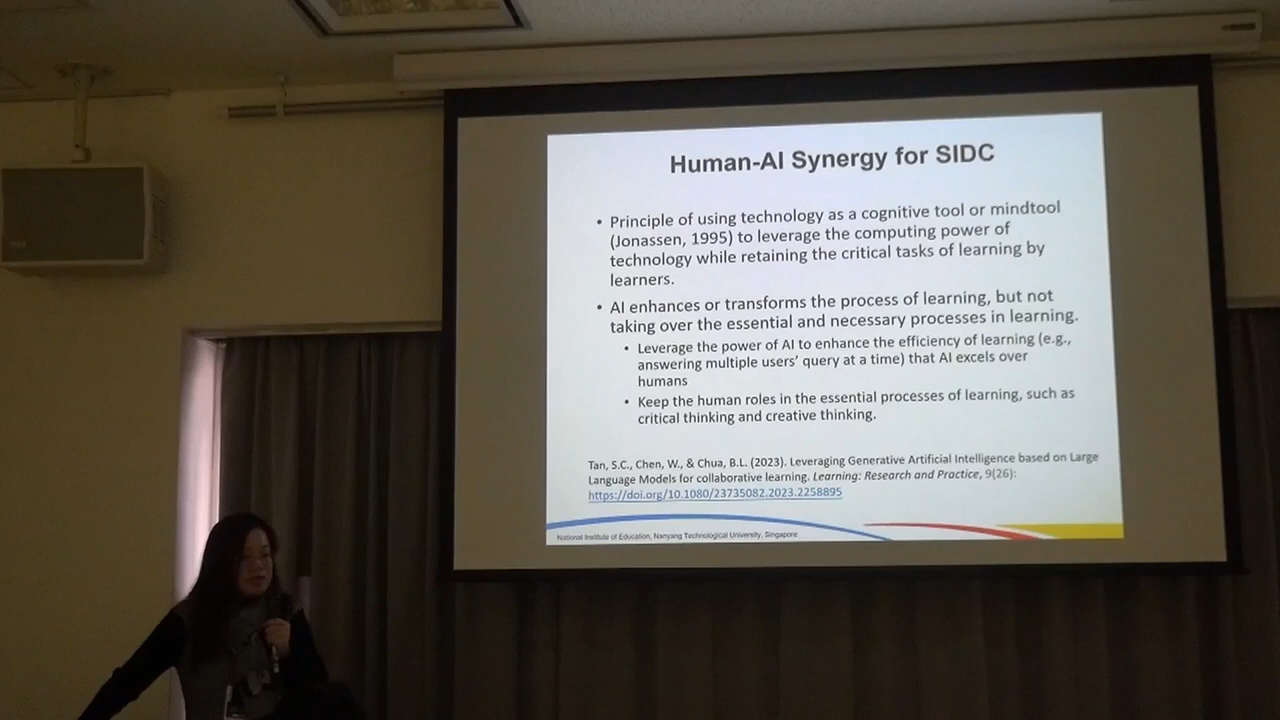 Human-AI Synergy for SIDC
• Principle of using technology as a cognitive tool or mindtool
(Jonassen, 1995) to leverage the computing power of
technology while retaining the critical tasks of learning by
learners.
• AI enhances or transforms the process of learning, but not
taking over the essential and necessary processes in learning.
• Leverage the power of AI to enhance the efficiency of learning (e.g.,
answering multiple users' query at a time) that AI excels over
humans
• Keep the human roles in the essential processes of learning, such as
critical thinking and creative thinking.
Tan, S.C., Chen, W., & Chua, B.L. (2023). Leveraging Generative Artificial Intelligence based on Large
Language Models for collaborative learning. Learning: Research and Practice, 9(26):
https://doi.org/10.1080/23735082.2023.2258895
National Institute of Education, Nanyang Technological University, Singapore